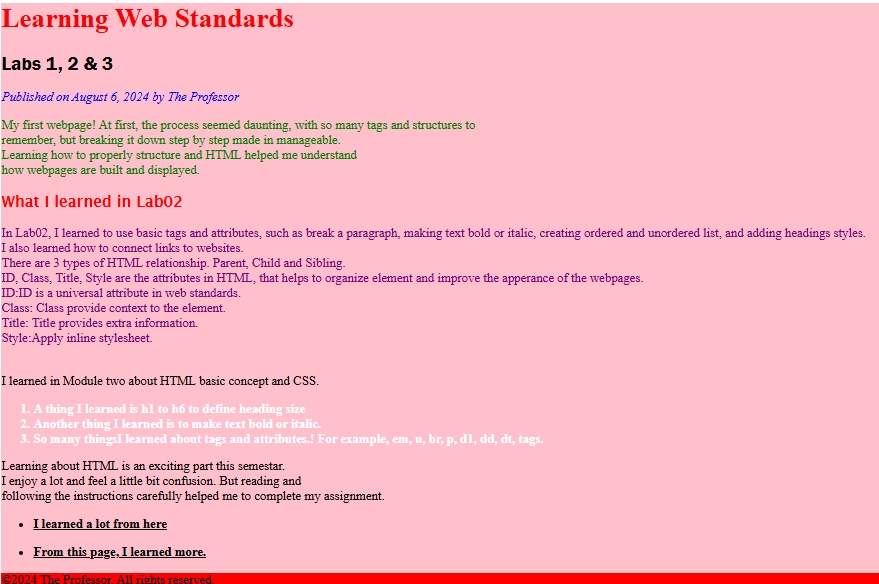 Learning Web Standards
Labs 1, 2 & 3
Published on August 6, 2024 by The Professor
My first webpage! At first, the process seemed daunting, with so many tags and structures to
remember, but breaking it down step by step made in manageable.
Learning how to properly structure and HTML helped me understand
how webpages are built and displayed.
What I learned in Lab02
In Lab02, I learned to use basic tags and attributes, such as break a paragraph, making text bold or italic, creating ordered and unordered list, and adding headings styles.
I also learned how to connect links to websites.
There are 3 types of HTML relationship. Parent, Child and Sibling.
ID, Class, Title, Style are the attributes in HTML, that helps to organize element and improve the apperance of the webpages.
ID:ID is a universal attribute in web standards.
Class: Class provide context to the element.
Title: Title provides extra information.
Style:Apply inline stylesheet.
I learned in Module two about HTML basic concept and CSS.
1. A thing I learned is h1 to h6 to define heading size
2. Another thing I learned is to make text bold or italic.
3. So many thingsI learned about tags and attributes.! For example, em, u, br, p, d1, dd, dt, tags.
Learning about HTML is an exciting part this semestar.
I enjoy a lot and feel a little bit confusion. But reading and
following the instructions carefully helped me to complete my assignment.
• I learned a lot from here
• From this page, I learned more.
©2024 The Professor. All rights reserved.